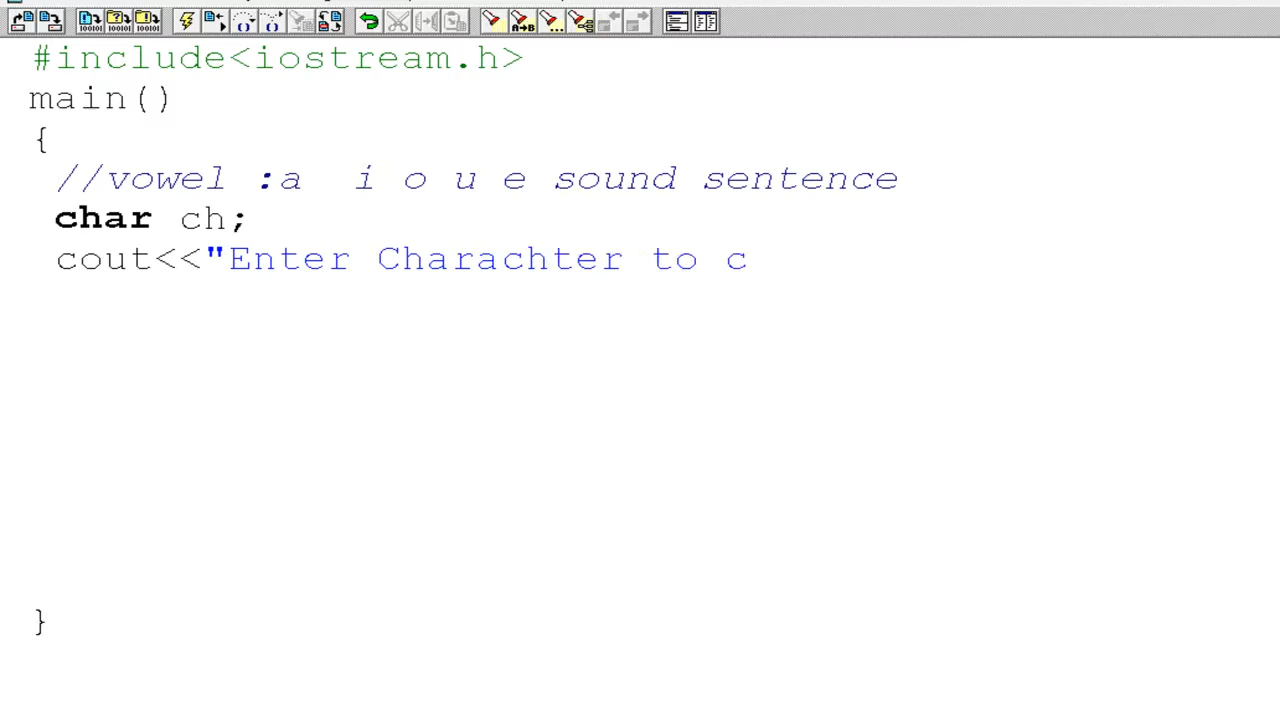 #include<iostream.h>
main()
{
//vowel :a i o u e sound sentence
char ch;
cout<<"Enter Charachter to c
}